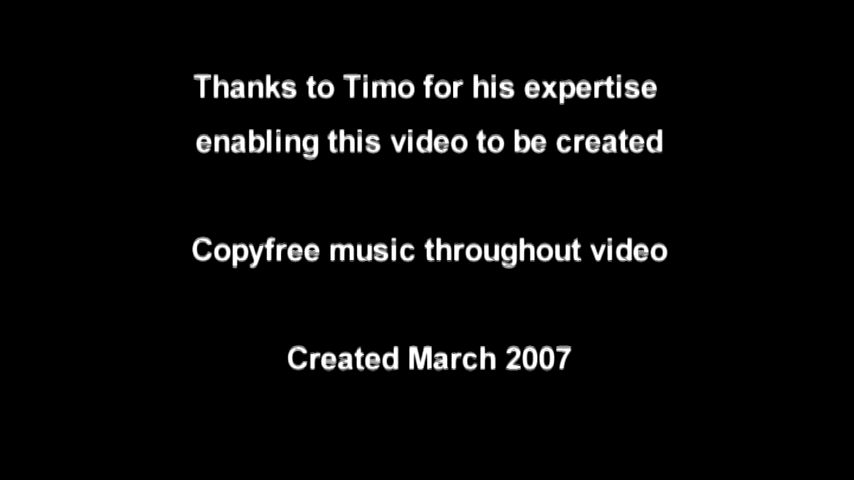 Thanks to Timo for his expertise
enabling this video to be created
Copyfree music throughout video
Created March 2007